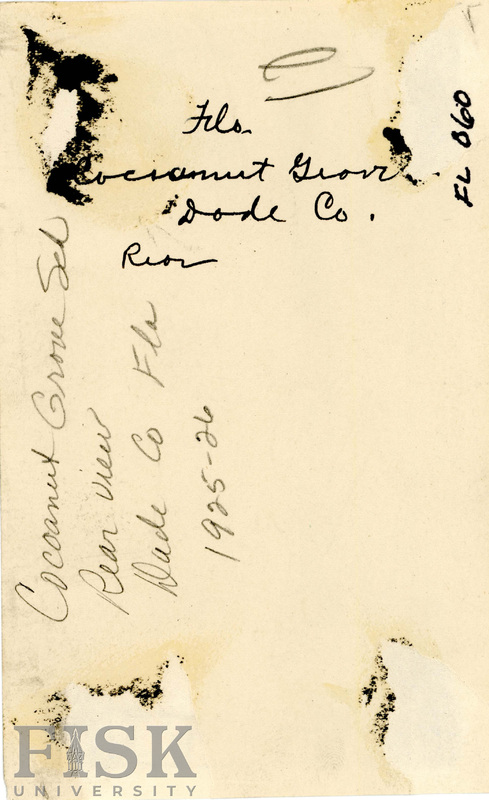 Fla.
Cocoanut Grove
Dade Co.
Rear
FL 060
Cocoanut Grove Sch
Rear view
Dade Co Fla
1925-26
FISK
UNIVERSITY